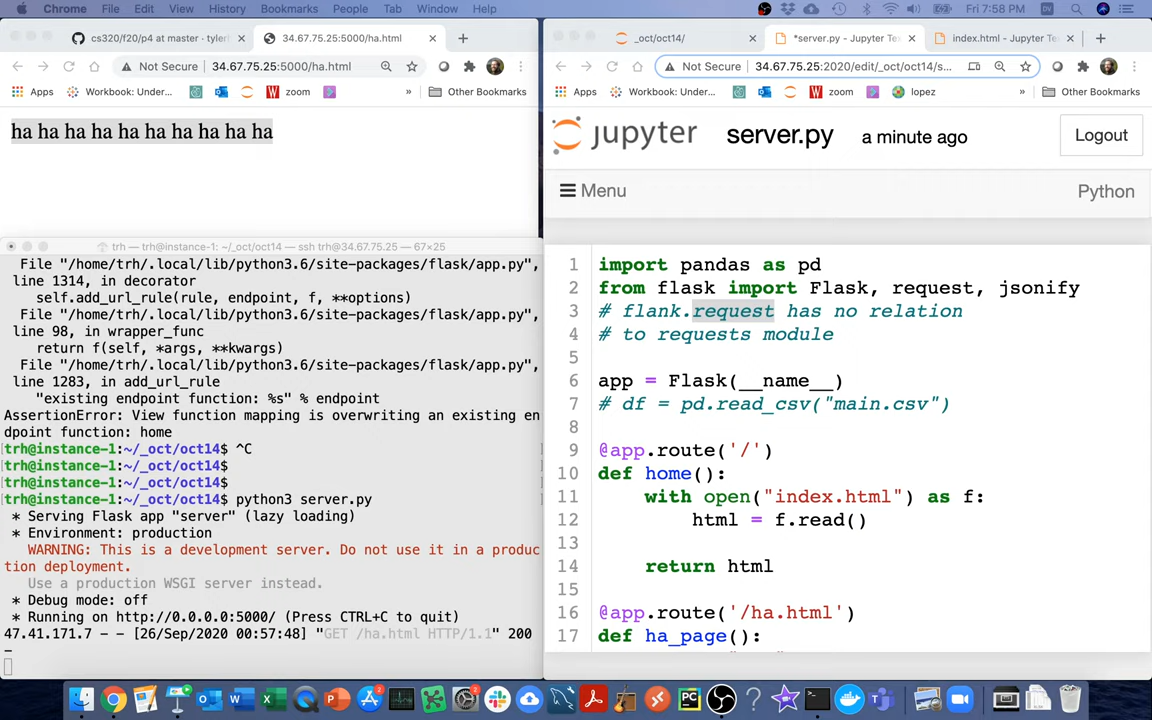 Chrome File Edit View History Bookmarks People Tab Window Help Fri 7:58 PM
cs320/f20/p4 at master · tyler
34.67.75.25:5000/ha.html
Not Secure 34.67.75.25:5000/ha.html
Apps Workbook: Under... zoom » Other Bookmarks
ha ha ha ha ha ha ha ha ha ha
trh — trh@instance-1: ~/_oct/oct14 — ssh trh@34.67.75.25 — 67×25
File "/home/trh/.local/lib/python3.6/site-packages/flask/app.py",
line 1314, in decorator
self.add_url_rule(rule, endpoint, f, **options)
File "/home/trh/.local/lib/python3.6/site-packages/flask/app.py",
line 98, in wrapper_func
return f(self, *args, **kwargs)
File "/home/trh/.local/lib/python3.6/site-packages/flask/app.py",
line 1283, in add_url_rule
"existing endpoint function: %s" % endpoint
AssertionError: View function mapping is overwriting an existing en
dpoint function: home
trh@instance-1:~/_oct/oct14$ ^C
trh@instance-1:~/_oct/oct14$
trh@instance-1:~/_oct/oct14$
trh@instance-1:~/_oct/oct14$ python3 server.py
* Serving Flask app "server" (lazy loading)
* Environment: production
WARNING: This is a development server. Do not use it in a produc
tion deployment.
Use a production WSGI server instead.
* Debug mode: off
* Running on http://0.0.0.0:5000/ (Press CTRL+C to quit)
47.41.171.7 - - [26/Sep/2020 00:57:48] "GET /ha.html HTTP/1.1" 200
-
_oct/oct14/
*server.py - Jupyter Te
index.html - Jupyter Te
Not Secure 34.67.75.25:2020/edit/_oct/oct14/s...
Apps Workbook: Under... zoom lopez » Other Bookmarks
jupyter server.py a minute ago Logout
Menu Python
1 import pandas as pd
2 from flask import Flask, request, jsonify
3 # flank.request has no relation
4 # to requests module
5
6 app = Flask(__name__)
7 # df = pd.read_csv("main.csv")
8
9 @app.route('/')
10 def home():
11 with open("index.html") as f:
12 html = f.read()
13
14 return html
15
16 @app.route('/ha.html')
17 def ha_page():